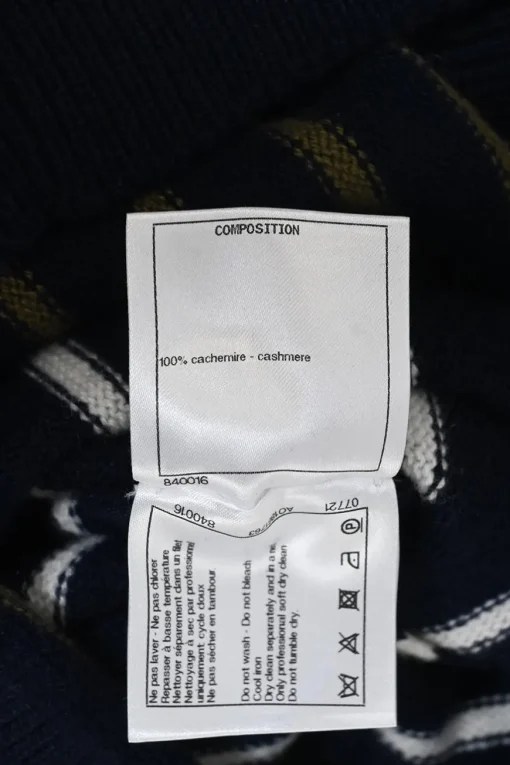 COMPOSITION
100% cachemire - cashmere
840016
840016
07721
Ne pas laver - Ne pas chlorer
Repasser à basse température
Nettoyer séparement dans un filet
Nettoyage à sec par professionnel
uniquement: cycle doux
Ne pas sécher en tambour.
Do not wash - Do not bleach
Cool iron
Dry clean separately and in a
Only professional soft dry clean
Do not tumble dry.